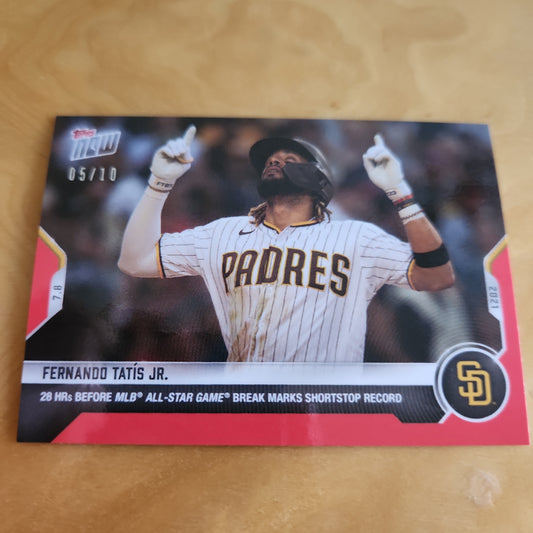 Topps
NOW
05/10
PADRES
7.8
2021
FERNANDO TATÍS JR.
SD
28 HRs BEFORE MLB® ALL-STAR GAME® BREAK MARKS SHORTSTOP RECORD